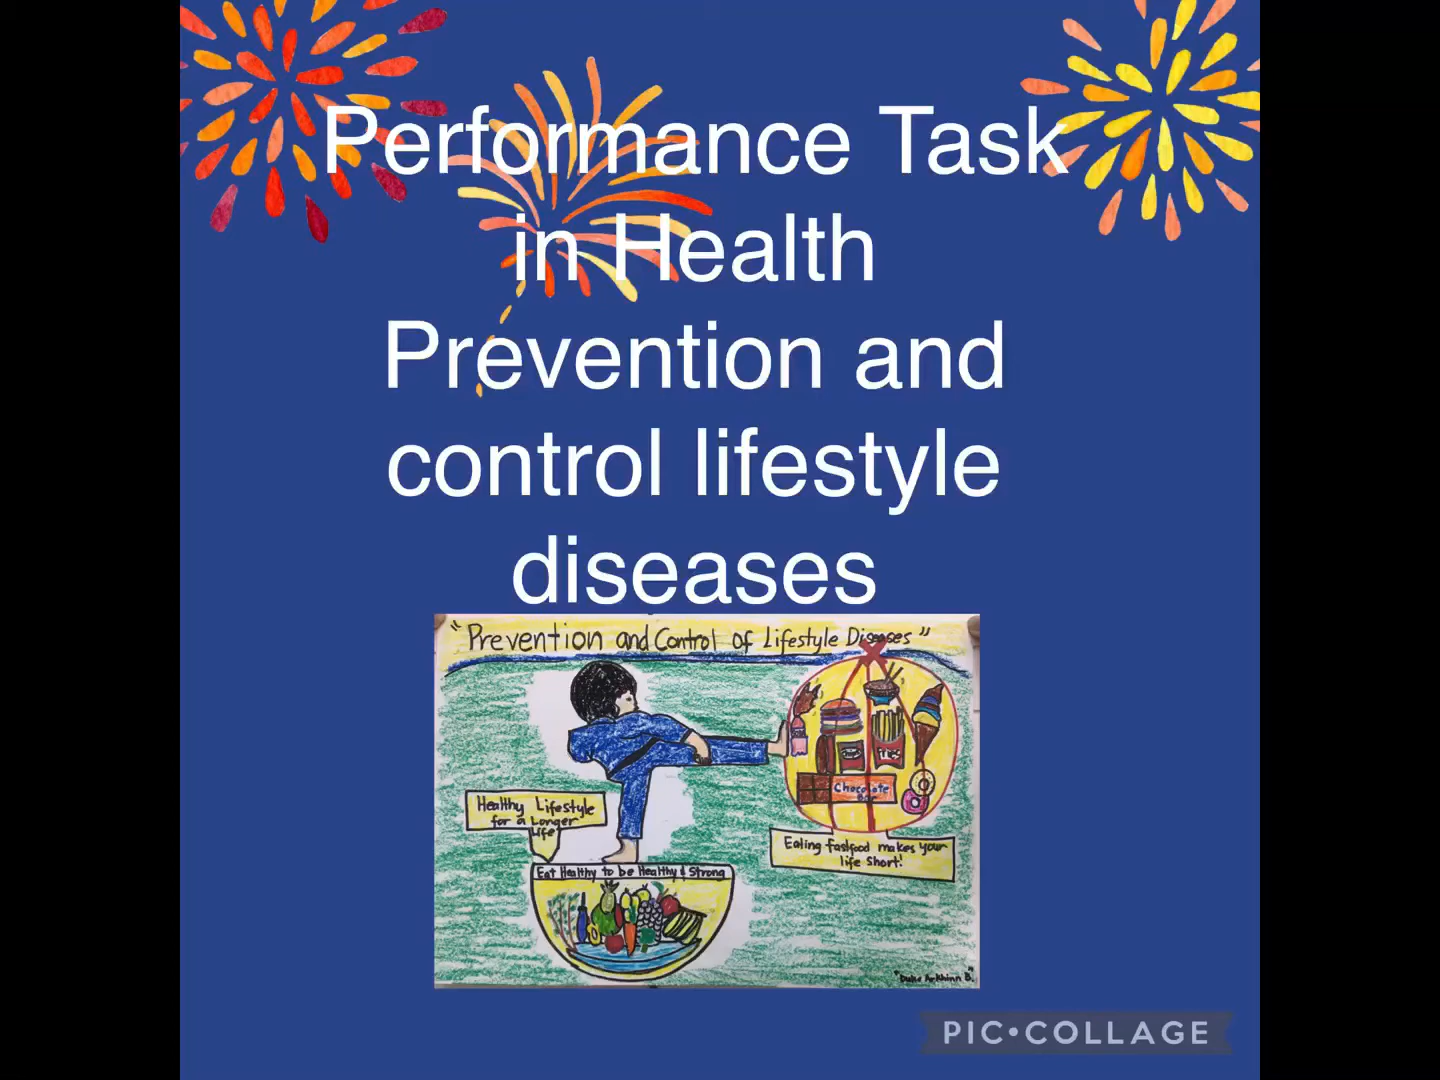 Performance Task
in Health
Prevention and
control lifestyle
diseases
"Prevention and Control of Lifestyle Diseases"
Healthy Lifestyle
for a Longer
Life
Chocolate
Eating fastfood makes your
life short!
Eat Healthy to be Healthy & Strong
PIC•COLLAGE